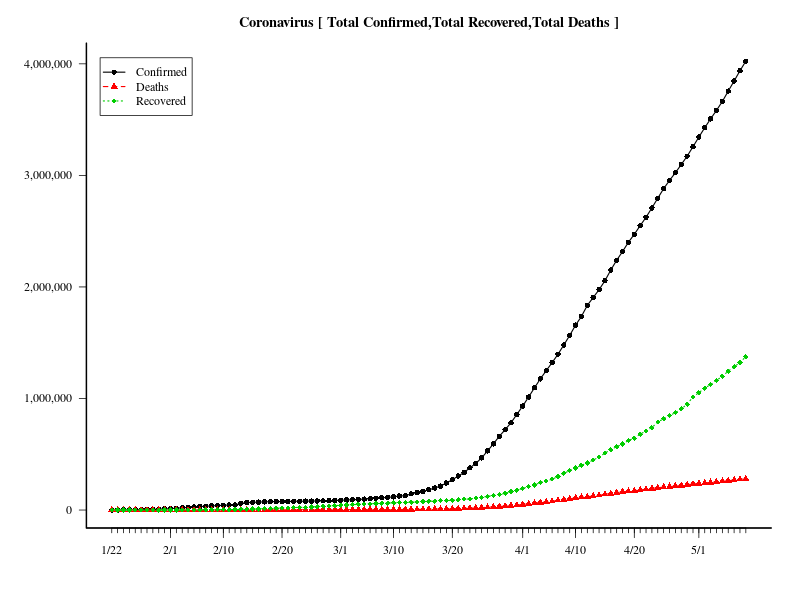 Coronavirus [ Total Confirmed,Total Recovered,Total Deaths ]
4,000,000
3,000,000
2,000,000
1,000,000
0
Confirmed
Deaths
Recovered
1/22 2/1 2/10 2/20 3/1 3/10 3/20 4/1 4/10 4/20 5/1